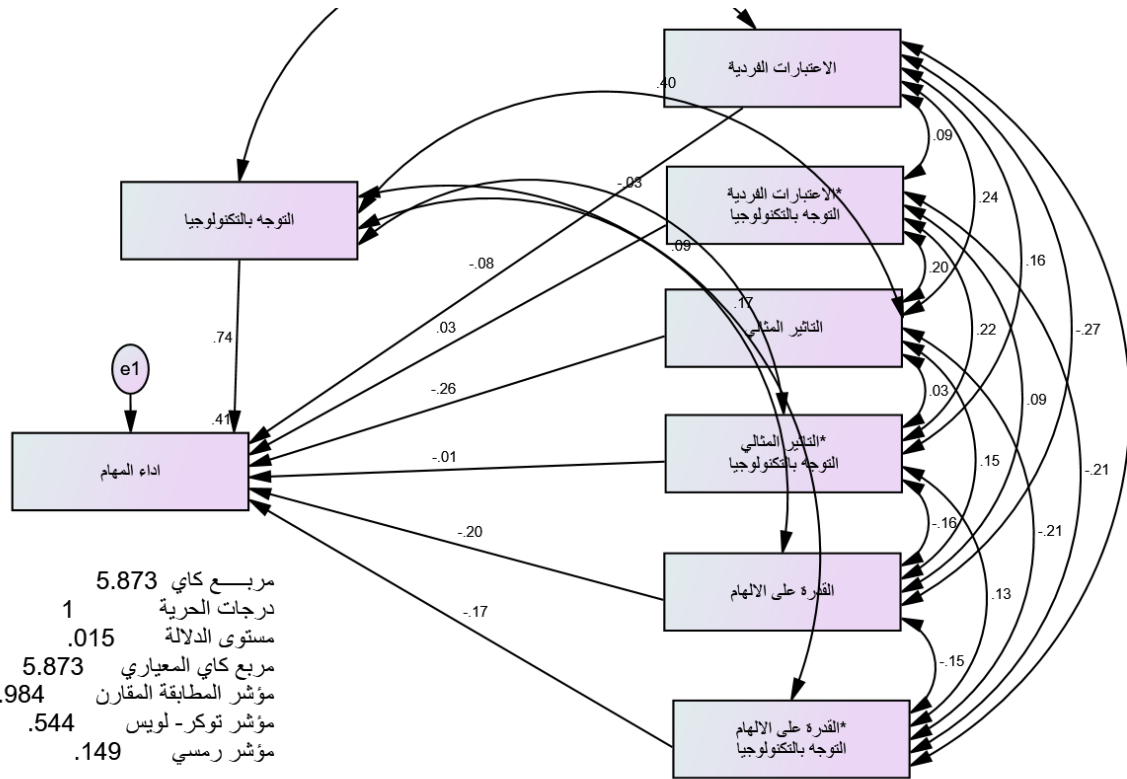 الاعتبارات الفردية
.40
.09
-.03
الاعتبارات الفردية*
التوجه بالتكنولوجيا
.24
التوجه بالتكنولوجيا
.09
-.08
.20
.16
التاثير المثالي
.17
.03
.22
-.27
.74
e1
-.26
.03
.09
.41
اداء المهام
-.01
التاثير المثالي*
التوجه بالتكنولوجيا
.15
-.21
-.20
-.16
-.21
القدرة على الالهام
.13
-.17
-.15
القدرة على الالهام*
التوجه بالتكنولوجيا
مربـــع كاي 5.873
درجات الحرية 1
مستوى الدلالة .015
مربع كاي المعياري 5.873
مؤشر المطابقة المقارن .984
مؤشر توكر- لويس .544
مؤشر رمسي .149